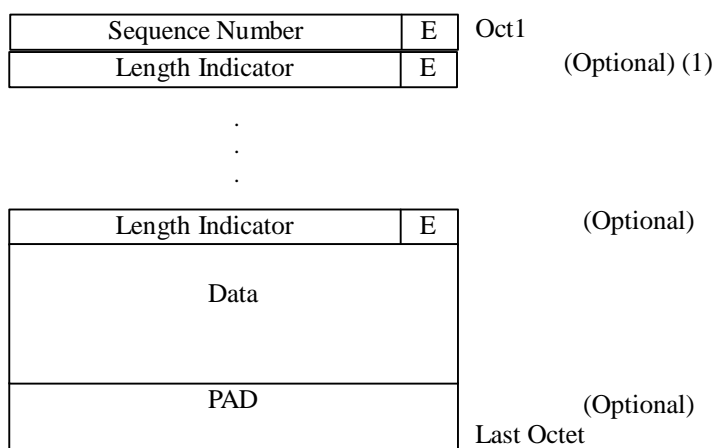 Sequence Number E Oct1
Length Indicator E (Optional) (1)
.
.
.
Length Indicator E (Optional)
Data
PAD (Optional)
Last Octet